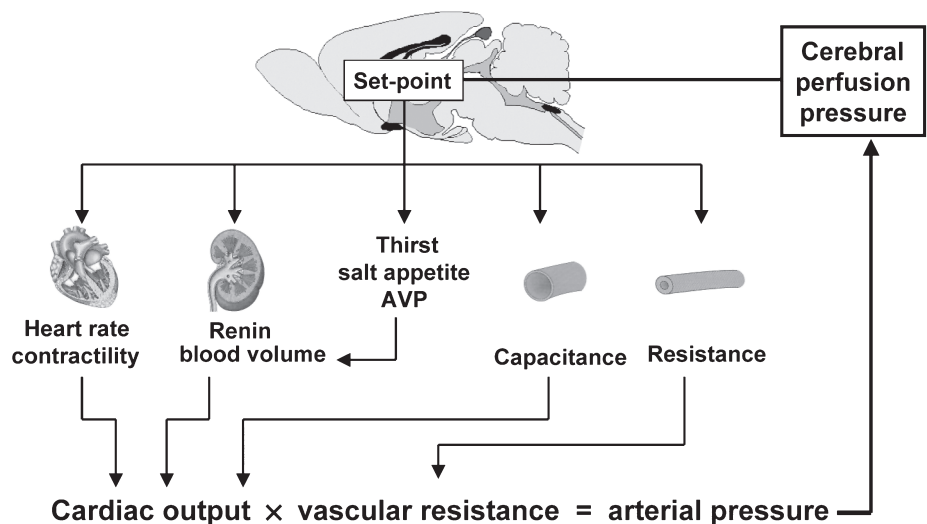 Set-point
Cerebral
perfusion
pressure
Heart rate
contractility
Renin
blood volume
Thirst
salt appetite
AVP
Capacitance
Resistance
Cardiac output × vascular resistance = arterial pressure